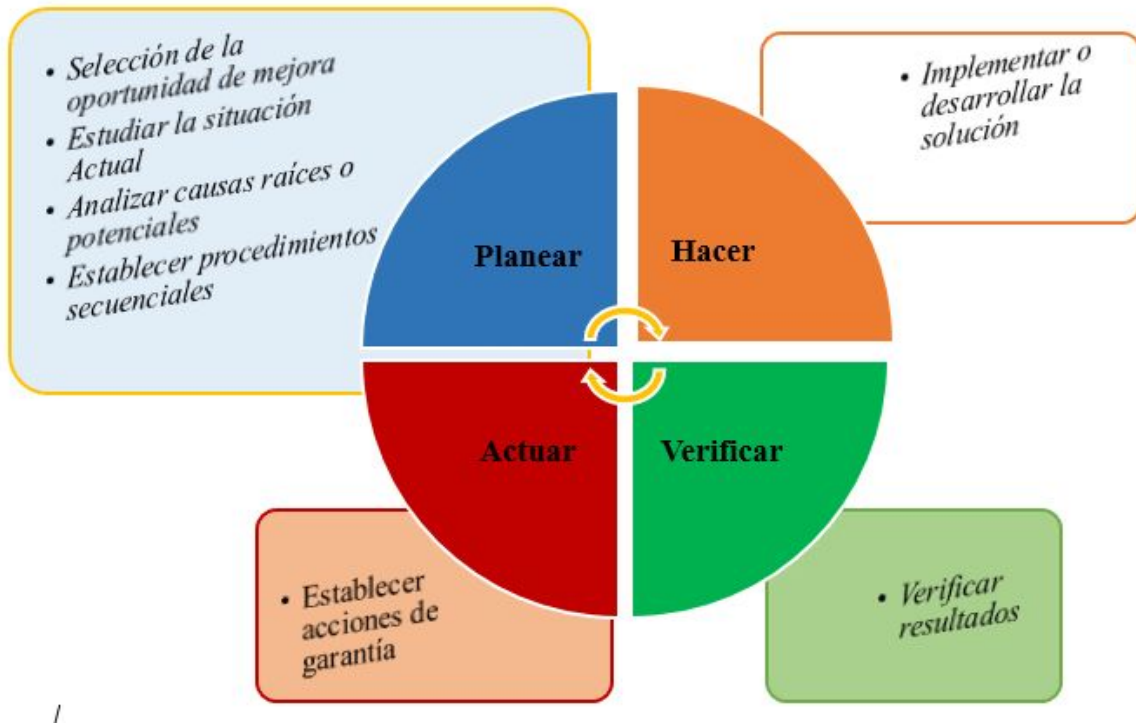 • Selección de la
oportunidad de mejora
• Estudiar la situación
Actual
• Analizar causas raíces o
potenciales
• Establecer procedimientos
secuenciales
• Implementar o
desarrollar la
solución
Planear
Hacer
Actuar
Verificar
• Establecer
acciones de
garantía
• Verificar
resultados
/